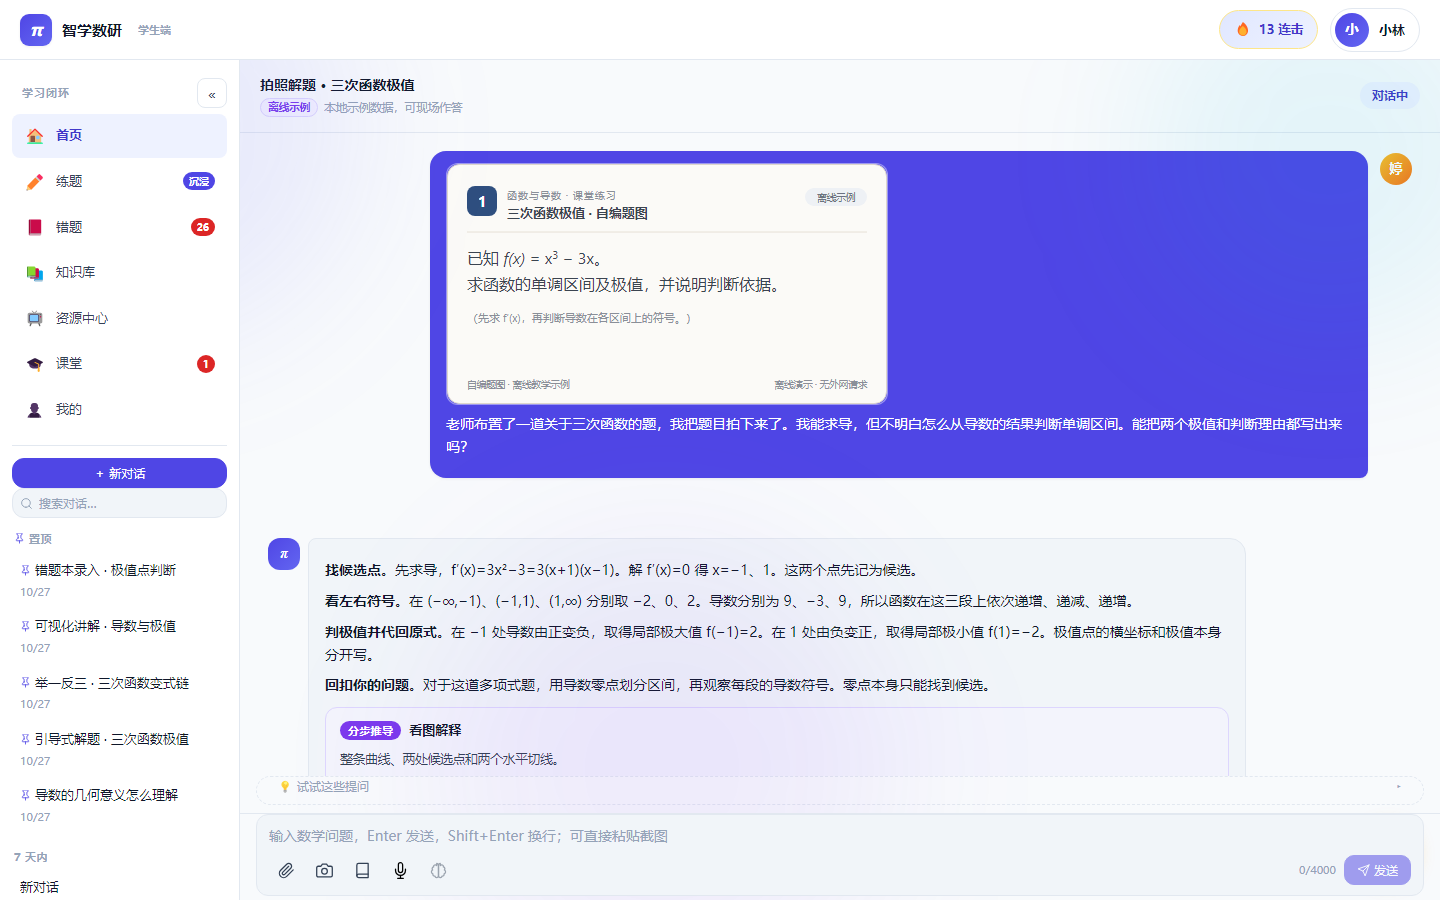 π 智学数研 学生端
13 连击
小 小林
学习闭环 «
首页
练题 沉浸
错题 26
知识库
资源中心
课堂 1
我的
+ 新对话
搜索对话...
置顶
错题本录入 · 极值点判断
10/27
可视化讲解 · 导数与极值
10/27
举一反三 · 三次函数变式链
10/27
引导式解题 · 三次函数极值
10/27
导数的几何意义怎么理解
10/27
7 天内
新对话
拍照解题 • 三次函数极值
离线示例 本地示例数据，可现场作答
对话中
婷
1 函数与导数 · 课堂练习
三次函数极值 · 自编题图
离线示例
已知 f(x) = x³ − 3x。
求函数的单调区间及极值，并说明判断依据。
（先求 f′(x)，再判断导数在各区间上的符号。）
自编题图 · 离线教学示例 离线演示 · 无外网请求
老师布置了一道关于三次函数的题，我把题目拍下来了。我能求导，但不明白怎么从导数的结果判断单调区间。能把两个极值和判断理由都写出来
吗？
π
找候选点。先求导，f′(x)=3x²−3=3(x+1)(x−1)。解 f′(x)=0 得 x=−1、1。这两个点先记为候选。
看左右符号。在 (−∞,−1)、(−1,1)、(1,∞) 分别取 −2、0、2。导数分别为 9、−3、9，所以函数在这三段上依次递增、递减、递增。
判极值并代回原式。在 −1 处导数由正变负，取得局部极大值 f(−1)=2。在 1 处由负变正，取得局部极小值 f(1)=−2。极值点的横坐标和极值本身
分开写。
回扣你的问题。对于这道多项式题，用导数零点划分区间，再观察每段的导数符号。零点本身只能找到候选。
分步推导 看图解释
整条曲线、两处候选点和两个水平切线。
试试这些提问
输入数学问题，Enter 发送，Shift+Enter 换行；可直接粘贴截图
0/4000 发送